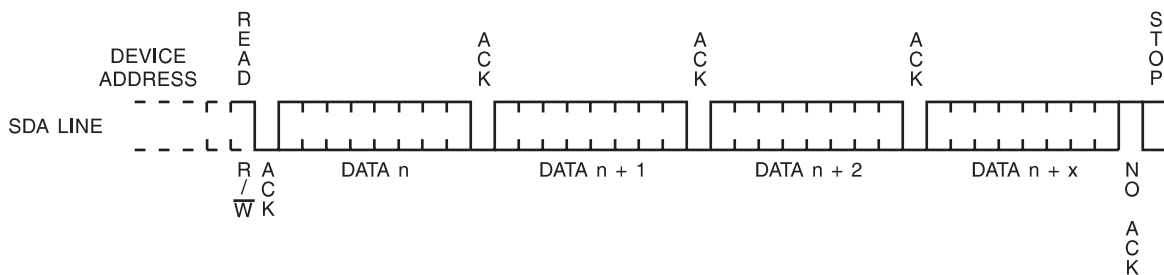 READ
ACK
ACK
ACK
STOP
DEVICE
ADDRESS
SDA LINE
R/W
ACK
DATA n
DATA n + 1
DATA n + 2
DATA n + x
NO ACK